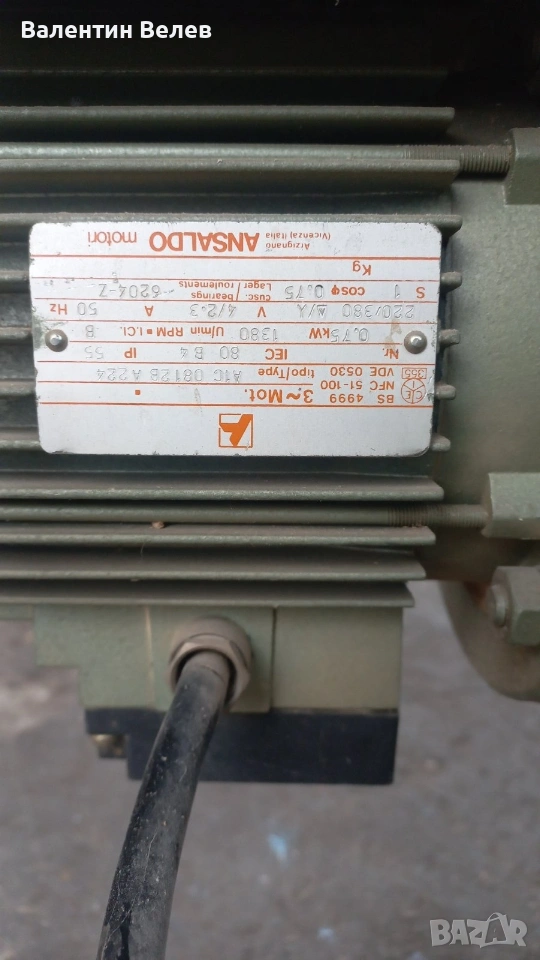 Валентин Велев
3.~ Mot.
BS 4999
NFC 51-100
VDE 0530
tipo/Type A1C 0812B A 224
Nr. IEC 80 B4 IP 55
0,75 kW 1380 U/min RPM I.Cl. B
220/380 Δ/Y V 4/2.3 A 50 Hz
S 1 cosφ 0,75 Cusc./bearings 6204-Z
Lager/roulements
Kg
ANSALDO motori
Arzignano
(Vicenza) Italia
BAZAR